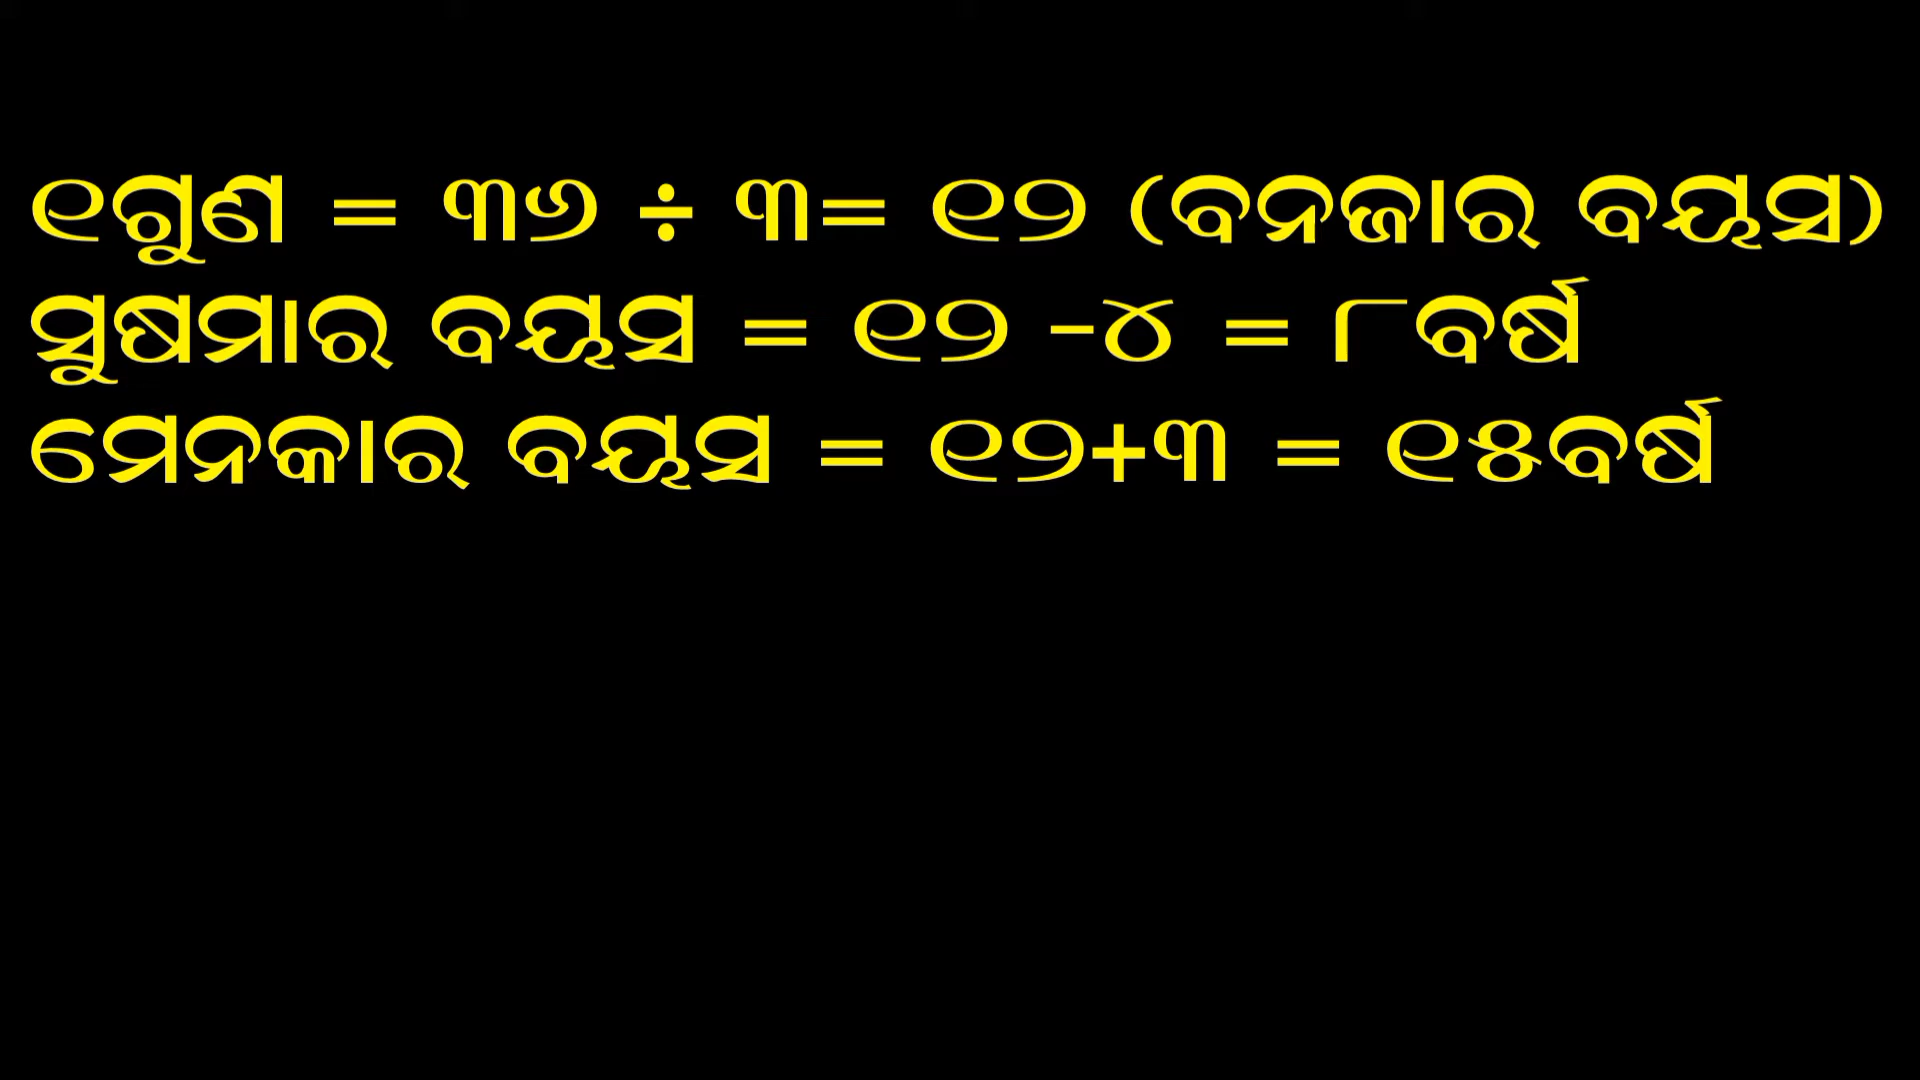 ୧ଗୁଣ = ୩୬ ÷ ୩= ୧୨ (ବନଜାର ବୟସ)
ସୁଷମାର ବୟସ = ୧୨ -୪ = ୮ବର୍ଷ
ମେନକାର ବୟସ = ୧୨+୩ = ୧୫ବର୍ଷ